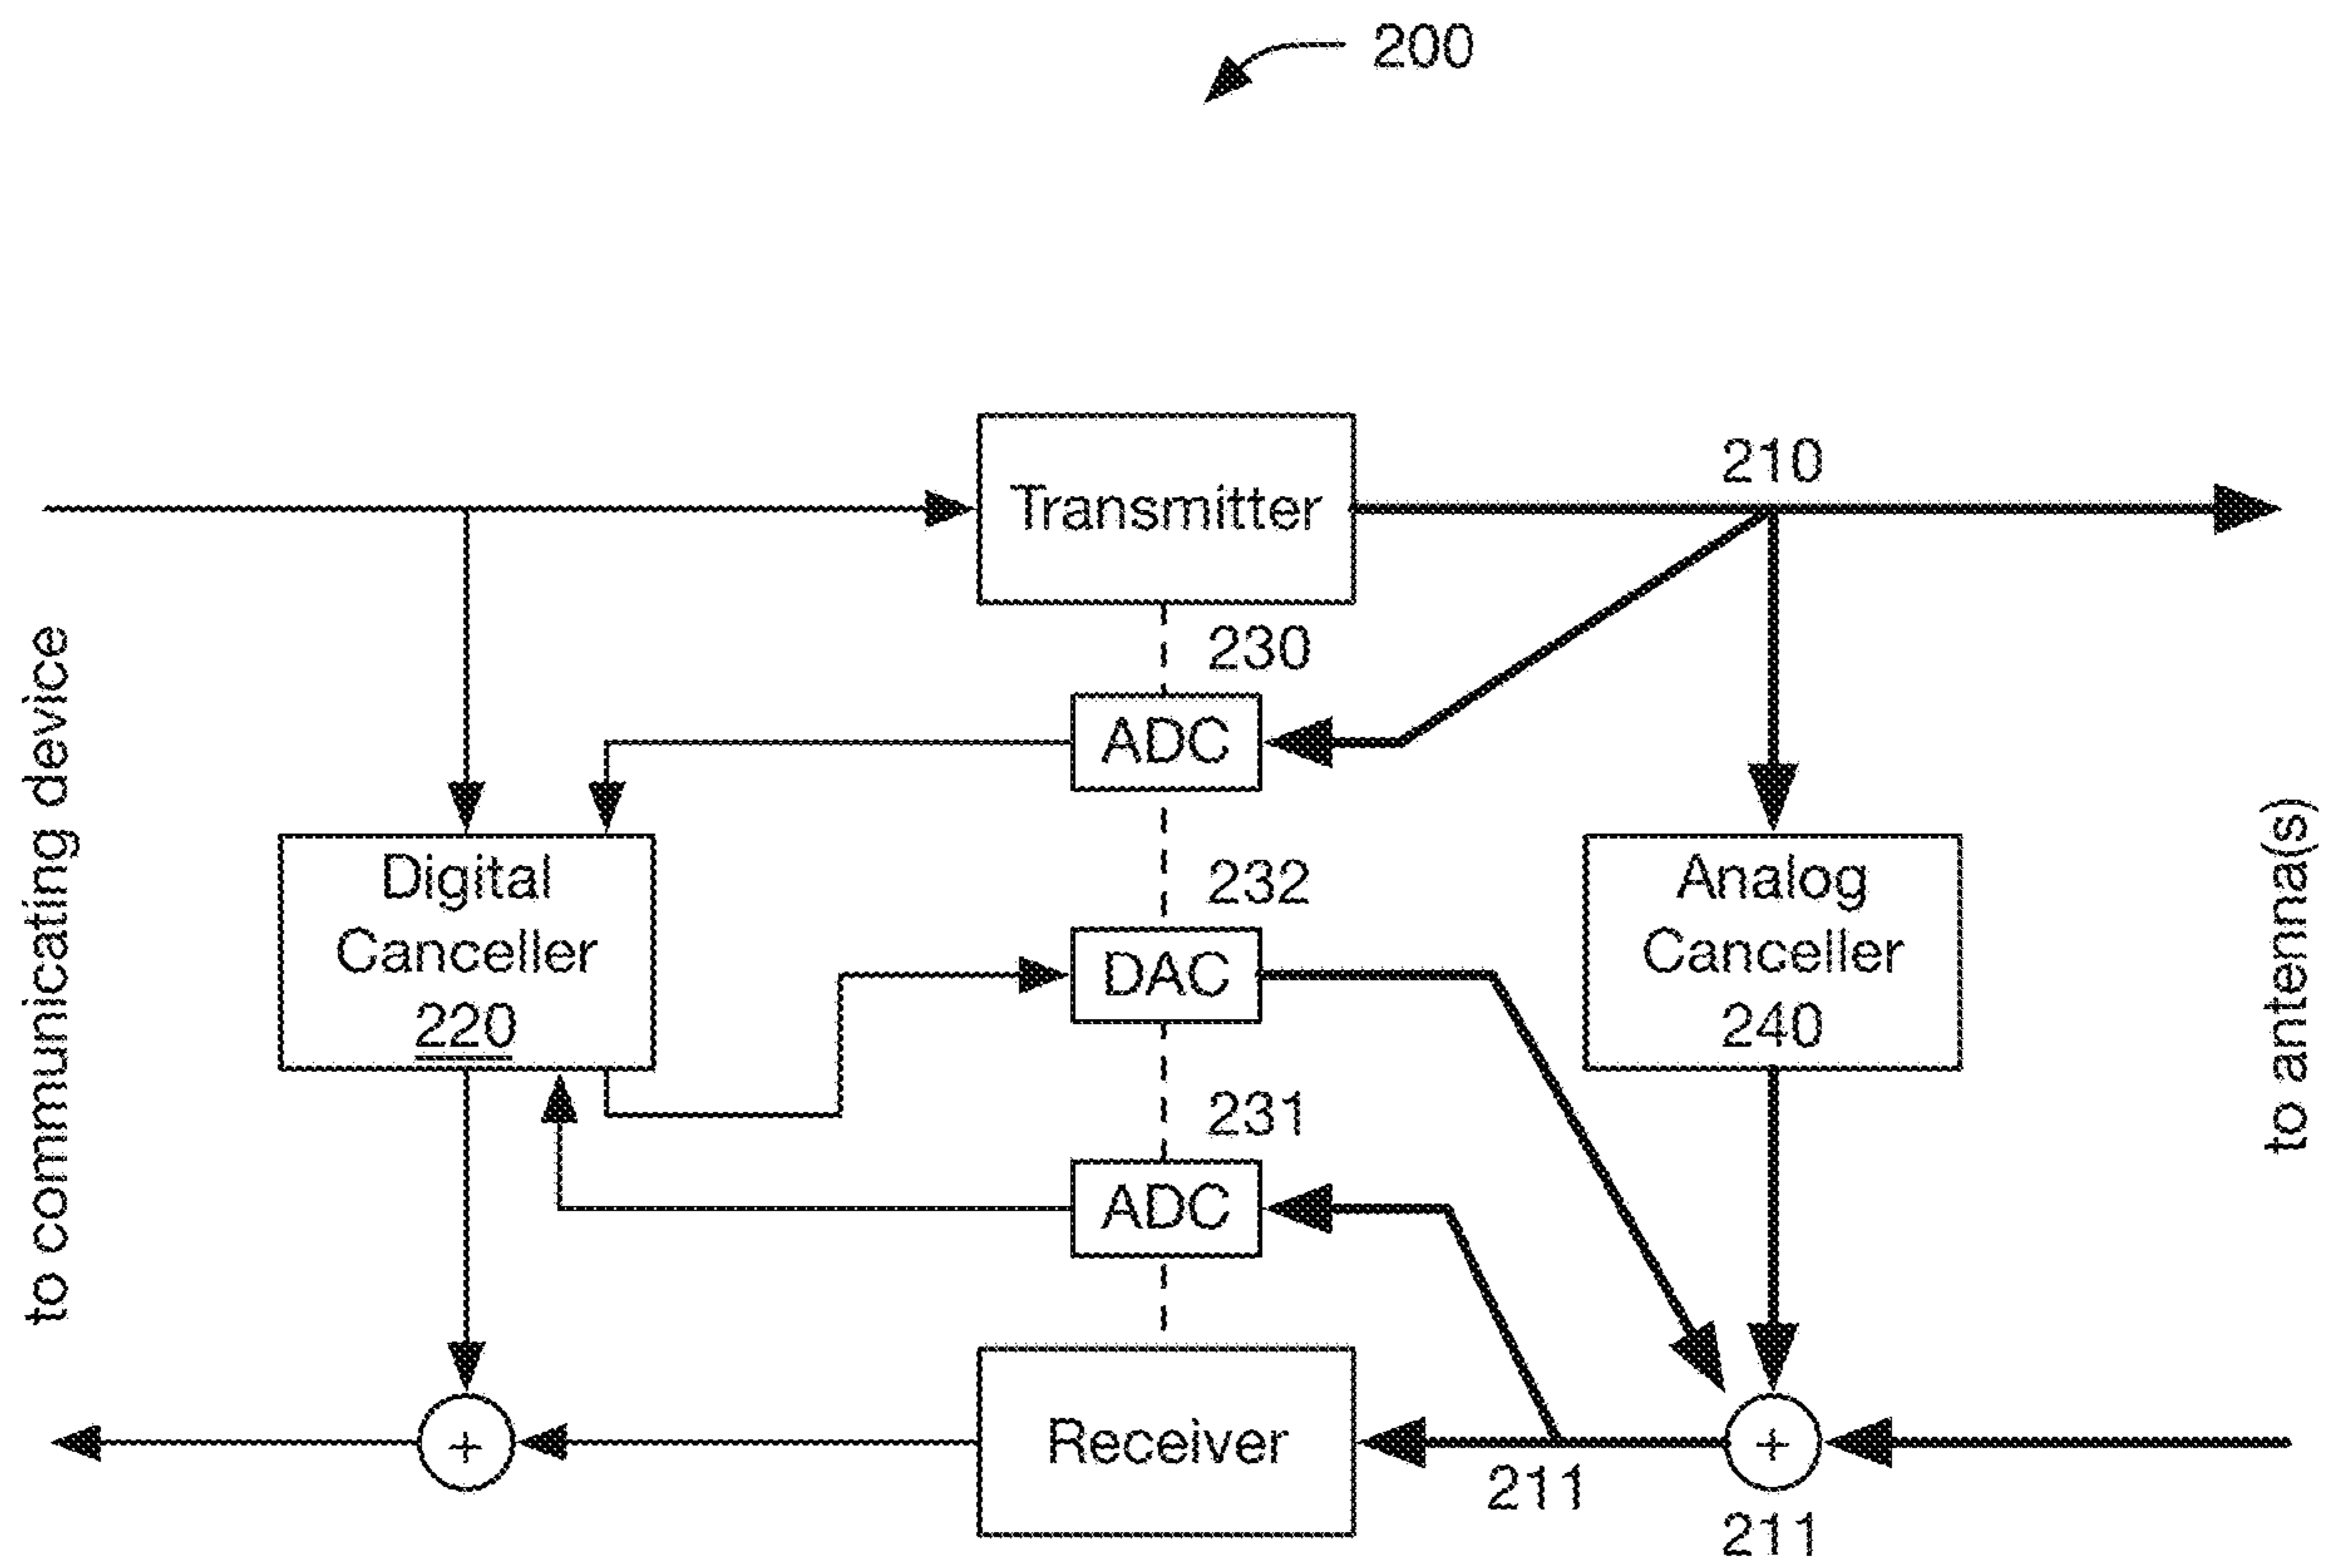 200
210
Transmitter
230
ADC
to communicating device
Digital
Canceller
220
232
DAC
Analog
Canceller
240
to antenna(s)
231
ADC
+
Receiver
211
+
211